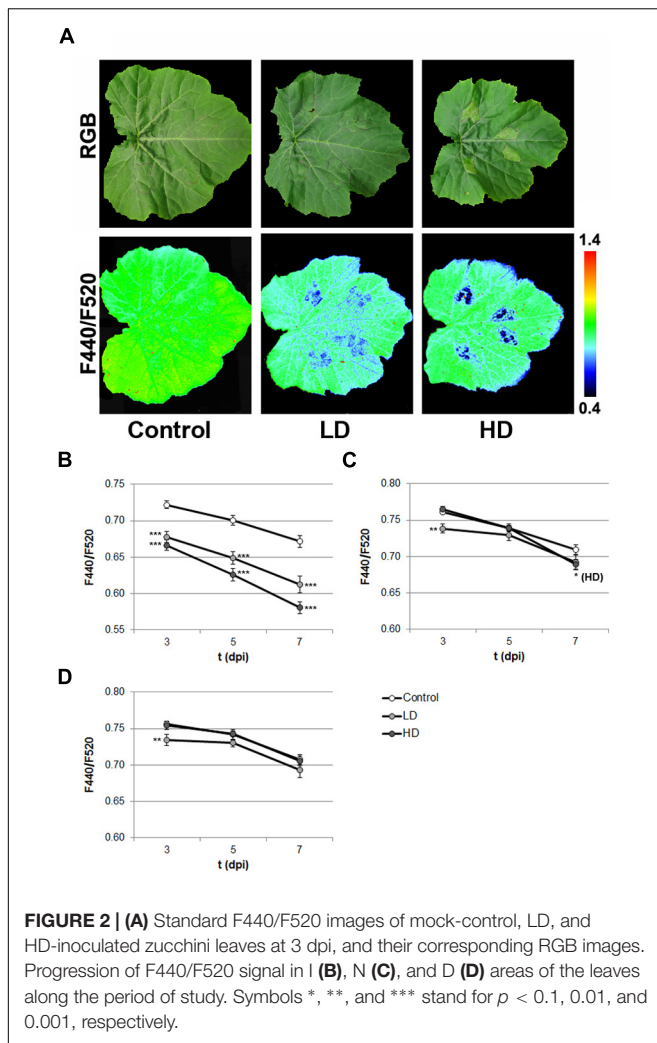 A
RGB
F440/F520
1.4
0.4
Control LD HD
B
0.75
0.70
0.65
0.60
0.55
F440/F520
***
***
***
***
***
***
3 5 7
t (dpi)
C
0.80
0.75
0.70
0.65
0.60
F440/F520
**
* (HD)
3 5 7
t (dpi)
D
0.80
0.75
0.70
0.65
0.60
F440/F520
**
3 5 7
t (dpi)
Control
LD
HD
FIGURE 2 | (A) Standard F440/F520 images of mock-control, LD, and
HD-inoculated zucchini leaves at 3 dpi, and their corresponding RGB images.
Progression of F440/F520 signal in I (B), N (C), and D (D) areas of the leaves
along the period of study. Symbols *, **, and *** stand for p < 0.1, 0.01, and
0.001, respectively.